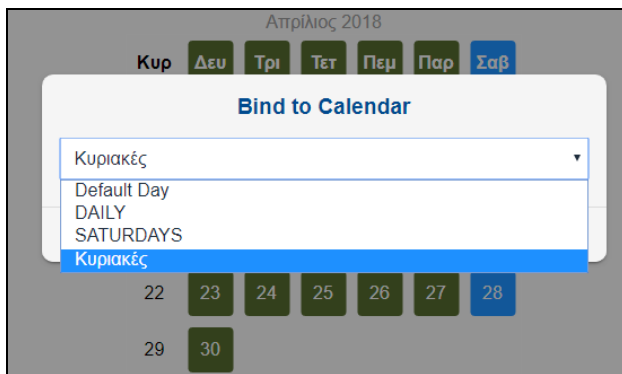 Απρίλιος 2018
Κυρ Δευ Τρι Τετ Πεμ Παρ Σαβ
Bind to Calendar
Κυριακές
Default Day
DAILY
SATURDAYS
Κυριακές
22 23 24 25 26 27 28
29 30